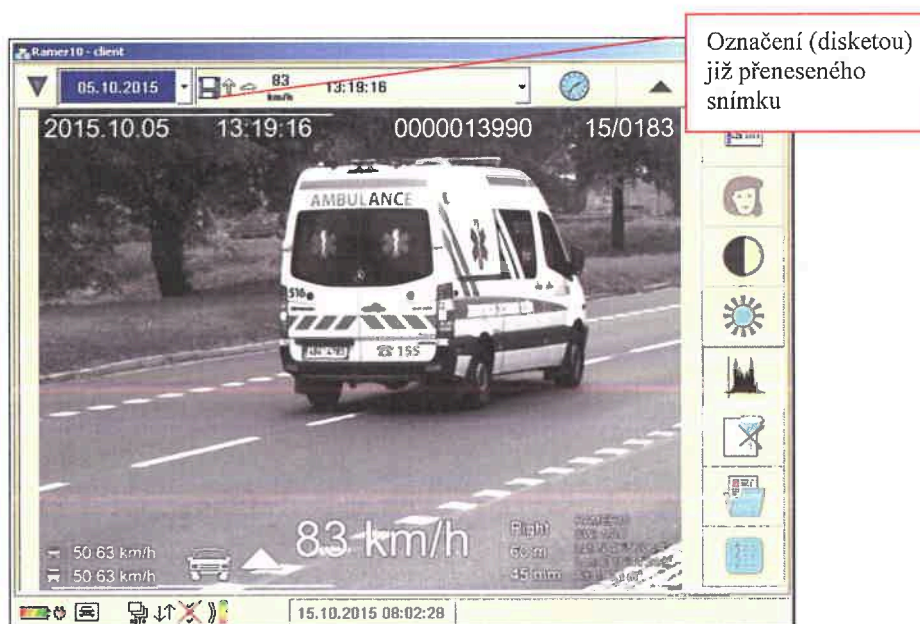 Ramer10 - client
Označení (disketou)
již přeneseného
snímku
05.10.2015
83 km/h
13:19:16
2015.10.05 13:19:16 0000013990 15/0183
AMBULANCE
516
155
83 km/h
Right
60 m
45 mm
50 63 km/h
50 63 km/h
15.10.2015 08:02:28